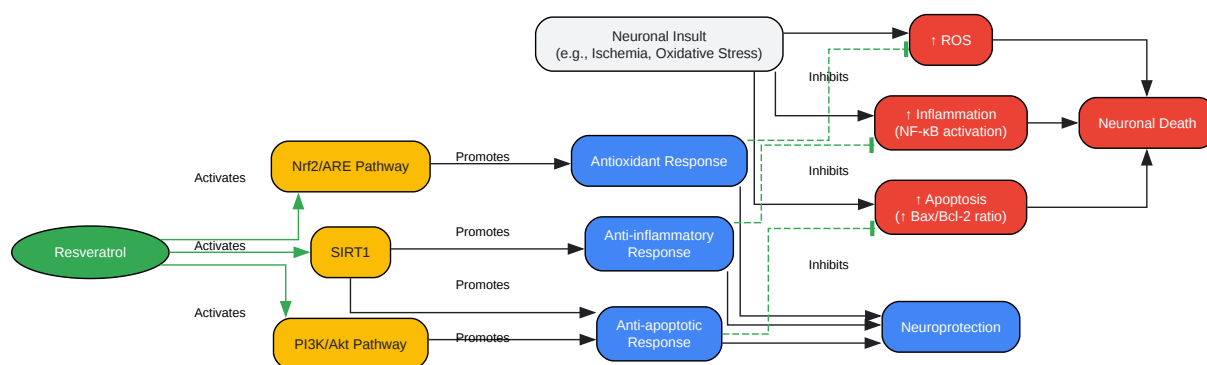 Neuronal Insult
(e.g., Ischemia, Oxidative Stress)
↑ ROS
Inhibits
↑ Inflammation
(NF-κB activation)
Neuronal Death
Nrf2/ARE Pathway
Promotes
Antioxidant Response
Activates
Inhibits
↑ Apoptosis
(↑ Bax/Bcl-2 ratio)
Resveratrol
Activates
SIRT1
Promotes
Anti-inflammatory
Response
Inhibits
Promotes
Activates
Anti-apoptotic
Response
Neuroprotection
PI3K/Akt Pathway
Promotes